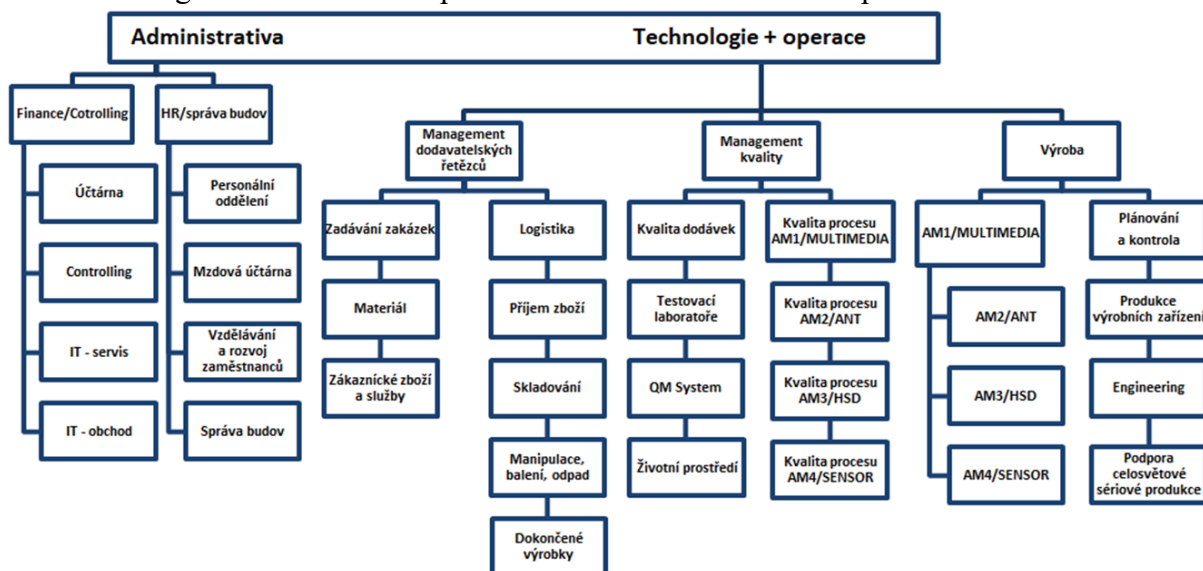 Administrativa
Technologie + operace
Finance/Cotrolling
HR/správa budov
Účtárna
Controlling
IT - servis
IT - obchod
Personální
oddělení
Mzdová účtárna
Vzdělávání
a rozvoj
zaměstnanců
Správa budov
Management
dodavatelských
řetězců
Management
kvality
Výroba
Zadávání zakázek
Materiál
Zákaznické zboží
a služby
Logistika
Příjem zboží
Skladování
Manipulace,
balení, odpad
Dokončené
výrobky
Kvalita dodávek
Testovací
laboratoře
QM System
Životní prostředí
Kvalita procesu
AM1/MULTIMEDIA
Kvalita procesu
AM2/ANT
Kvalita procesu
AM3/HSD
Kvalita procesu
AM4/SENSOR
AM1/MULTIMEDIA
AM2/ANT
AM3/HSD
AM4/SENSOR
Plánování
a kontrola
Produkce
výrobních zařízení
Engineering
Podpora
celosvětové
sériové produkce